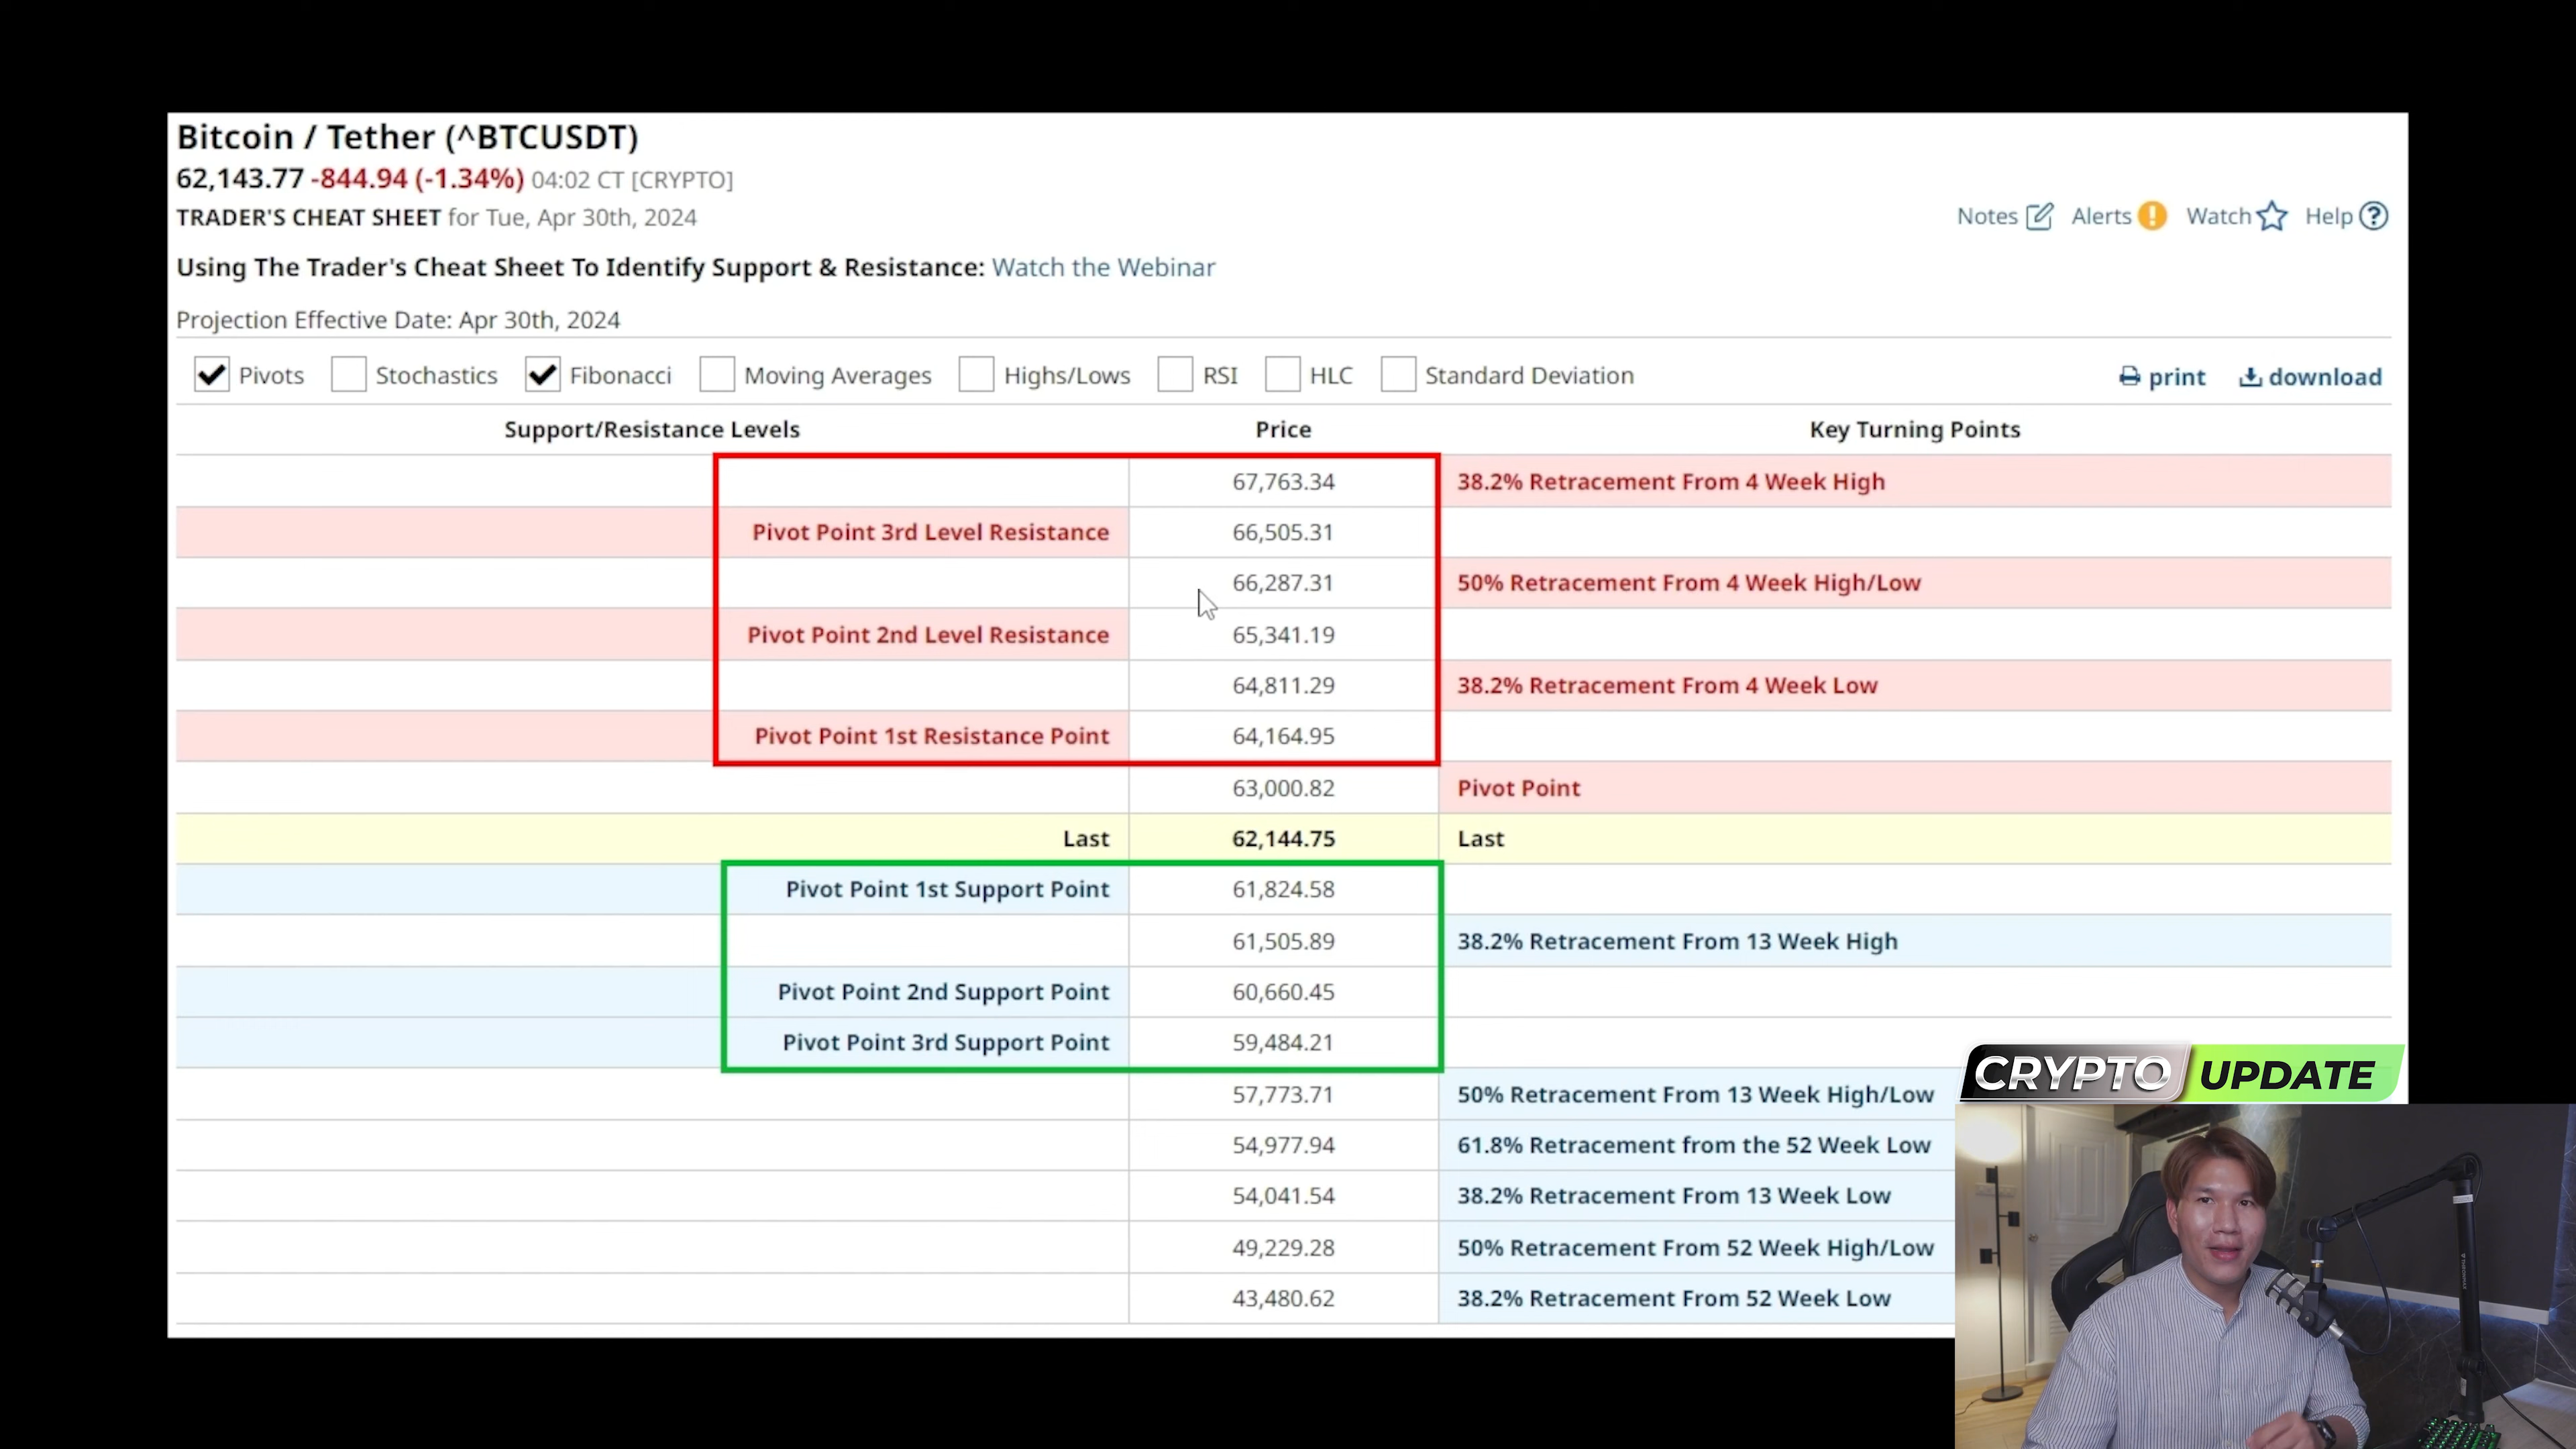 Bitcoin / Tether (^BTCUSDT)
62,143.77 -844.94 (-1.34%) 04:02 CT [CRYPTO]
TRADER'S CHEAT SHEET for Tue, Apr 30th, 2024
Notes Alerts Watch Help
Using The Trader's Cheat Sheet To Identify Support & Resistance: Watch the Webinar
Projection Effective Date: Apr 30th, 2024
Pivots Stochastics Fibonacci Moving Averages Highs/Lows RSI HLC Standard Deviation print download
Support/Resistance Levels Price Key Turning Points
67,763.34 38.2% Retracement From 4 Week High
Pivot Point 3rd Level Resistance 66,505.31
66,287.31 50% Retracement From 4 Week High/Low
Pivot Point 2nd Level Resistance 65,341.19
64,811.29 38.2% Retracement From 4 Week Low
Pivot Point 1st Resistance Point 64,164.95
63,000.82 Pivot Point
Last 62,144.75 Last
Pivot Point 1st Support Point 61,824.58
61,505.89 38.2% Retracement From 13 Week High
Pivot Point 2nd Support Point 60,660.45
Pivot Point 3rd Support Point 59,484.21
CRYPTO UPDATE
57,773.71 50% Retracement From 13 Week High/Low
54,977.94 61.8% Retracement from the 52 Week Low
54,041.54 38.2% Retracement From 13 Week Low
49,229.28 50% Retracement From 52 Week High/Low
43,480.62 38.2% Retracement From 52 Week Low